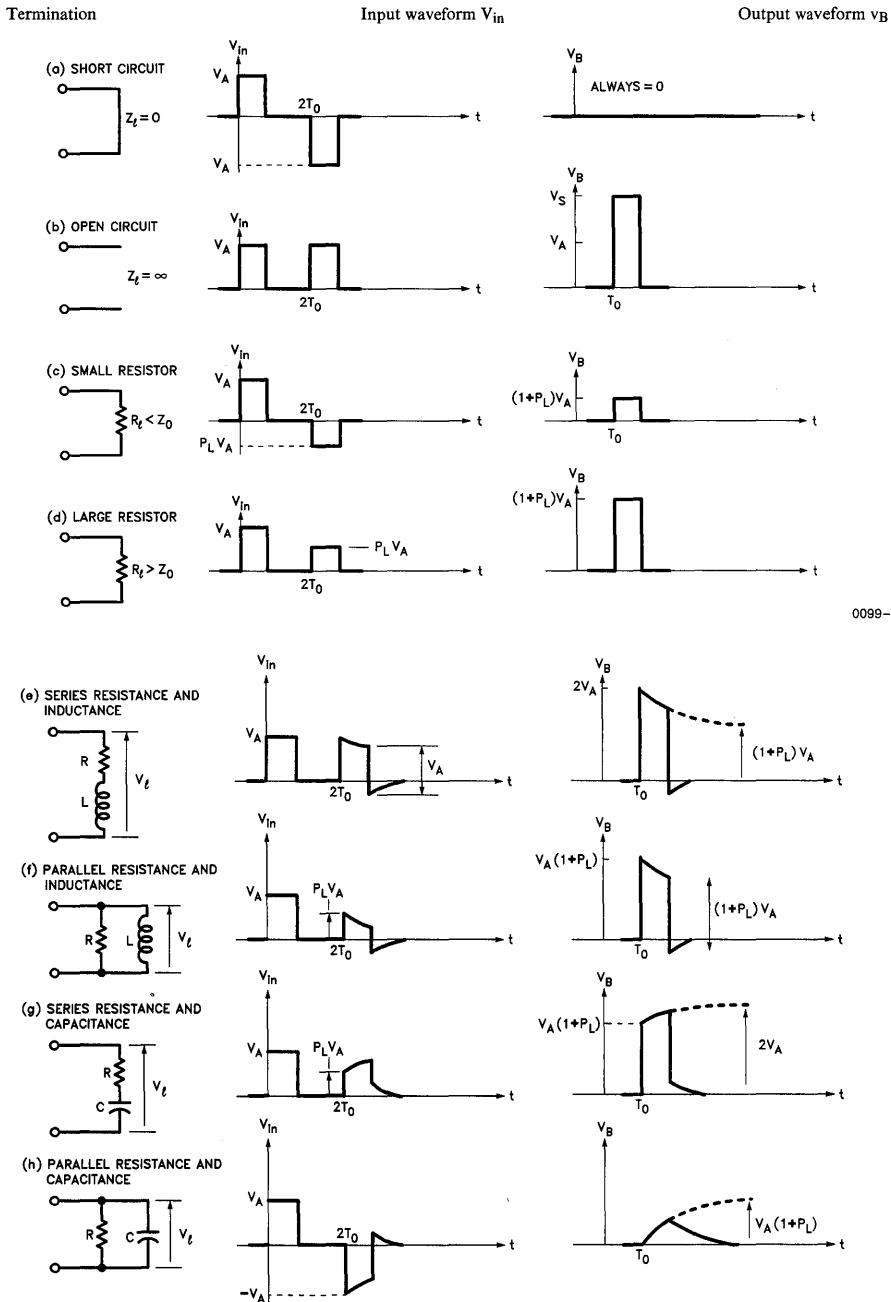 Termination Input waveform Vin Output waveform vB
(a) SHORT CIRCUIT
Zℓ = 0
Vin
VA
2T0
t
VA
VB
ALWAYS = 0
t
(b) OPEN CIRCUIT
Zℓ = ∞
Vin
VA
2T0
t
VB
VS
VA
T0
t
(c) SMALL RESISTOR
Rℓ < Z0
Vin
VA
2T0
t
PL VA
VB
(1+PL)VA
T0
t
(d) LARGE RESISTOR
Rℓ > Z0
Vin
VA
PL VA
2T0
t
VB
(1+PL)VA
t
0099–
(e) SERIES RESISTANCE AND
INDUCTANCE
R
L
Vℓ
Vin
VA
2T0
VA
t
VB
2VA
(1+PL) VA
T0
t
(f) PARALLEL RESISTANCE AND
INDUCTANCE
R
L
Vℓ
Vin
VA
PLVA
2T0
t
VB
VA (1+PL)
(1+PL) VA
T0
t
(g) SERIES RESISTANCE AND
CAPACITANCE
R
C
Vℓ
Vin
VA
PLVA
2T0
t
VB
VA (1+PL)
2VA
T0
t
(h) PARALLEL RESISTANCE AND
CAPACITANCE
R
C
Vℓ
Vin
VA
2T0
t
–VA
VB
VA (1+PL)
T0
t